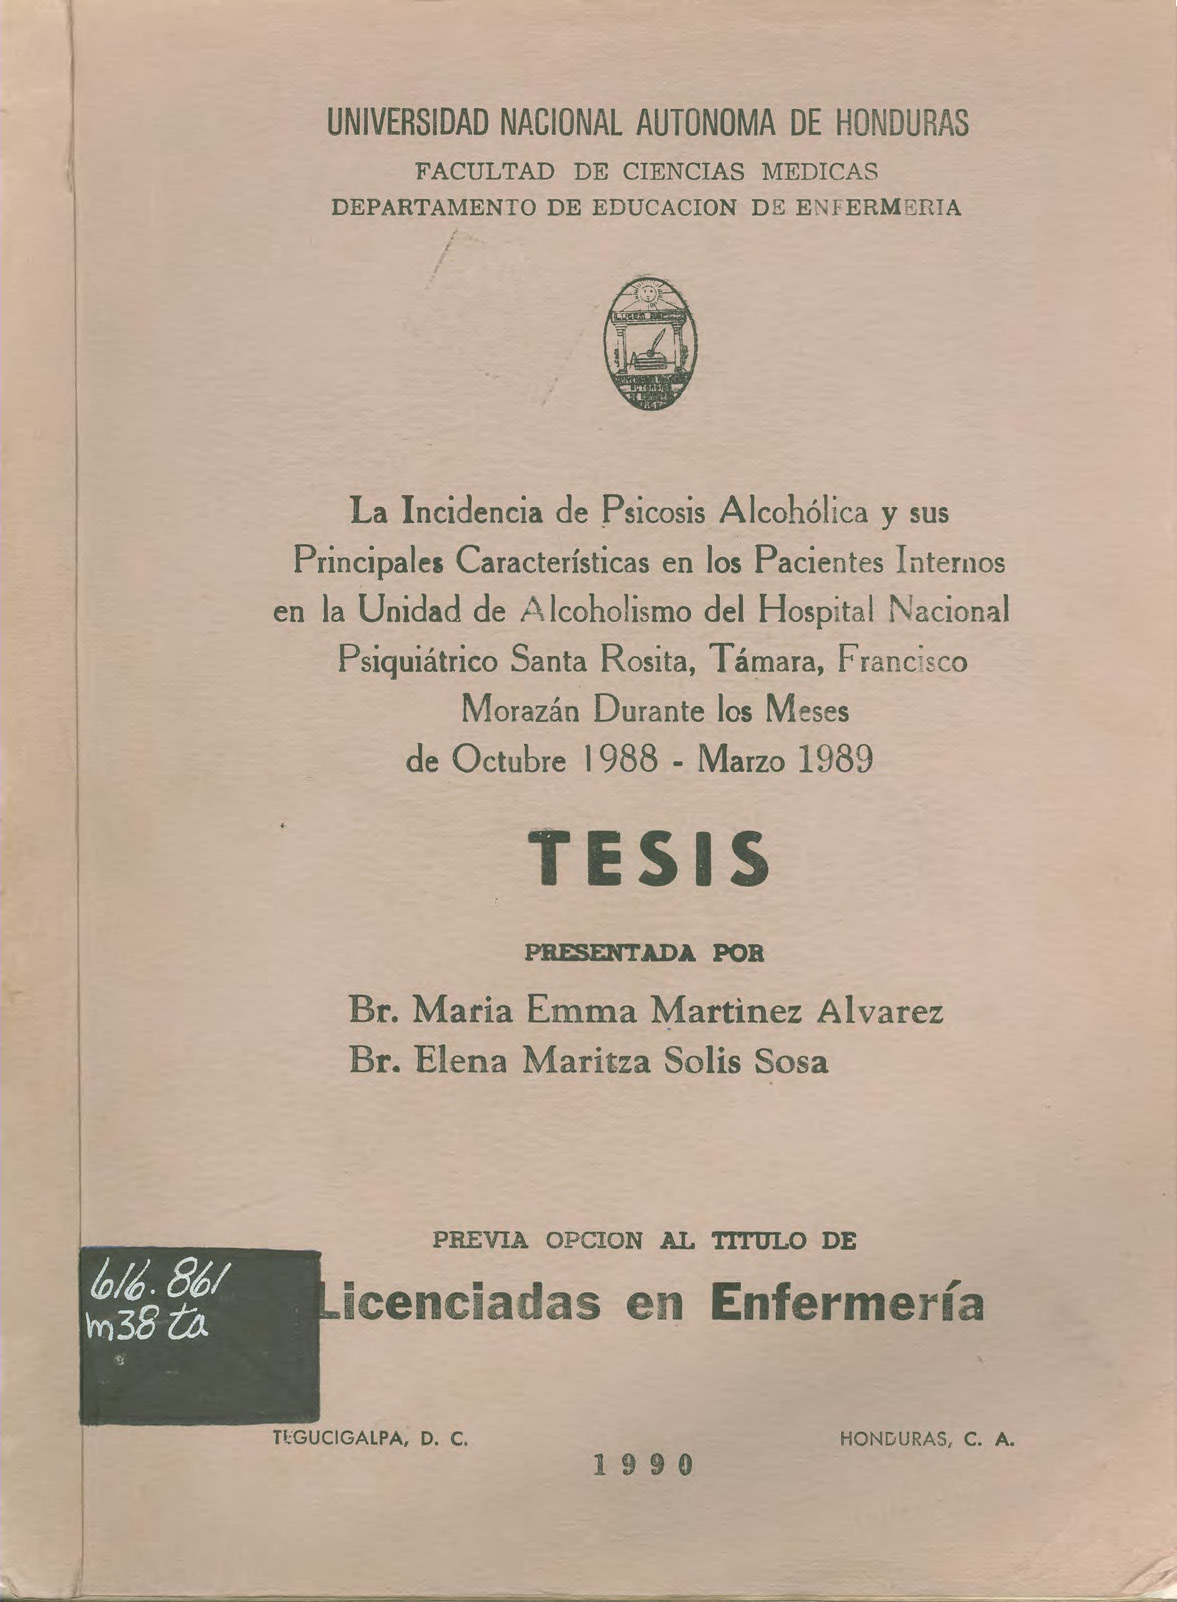 UNIVERSIDAD NACIONAL AUTONOMA DE HONDURAS
FACULTAD DE CIENCIAS MEDICAS
DEPARTAMENTO DE EDUCACION DE ENFERMERIA
La Incidencia de Psicosis Alcohólica y sus
Principales Características en los Pacientes Internos
en la Unidad de Alcoholismo del Hospital Nacional
Psiquiátrico Santa Rosita, Támara, Francisco
Morazán Durante los Meses
de Octubre 1988 - Marzo 1989
TESIS
PRESENTADA POR
Br. Maria Emma Martìnez Alvarez
Br. Elena Maritza Solis Sosa
PREVIA OPCION AL TITULO DE
Licenciadas en Enfermería
616.861
m38 ta
TEGUCIGALPA, D. C.
HONDURAS, C. A.
1990